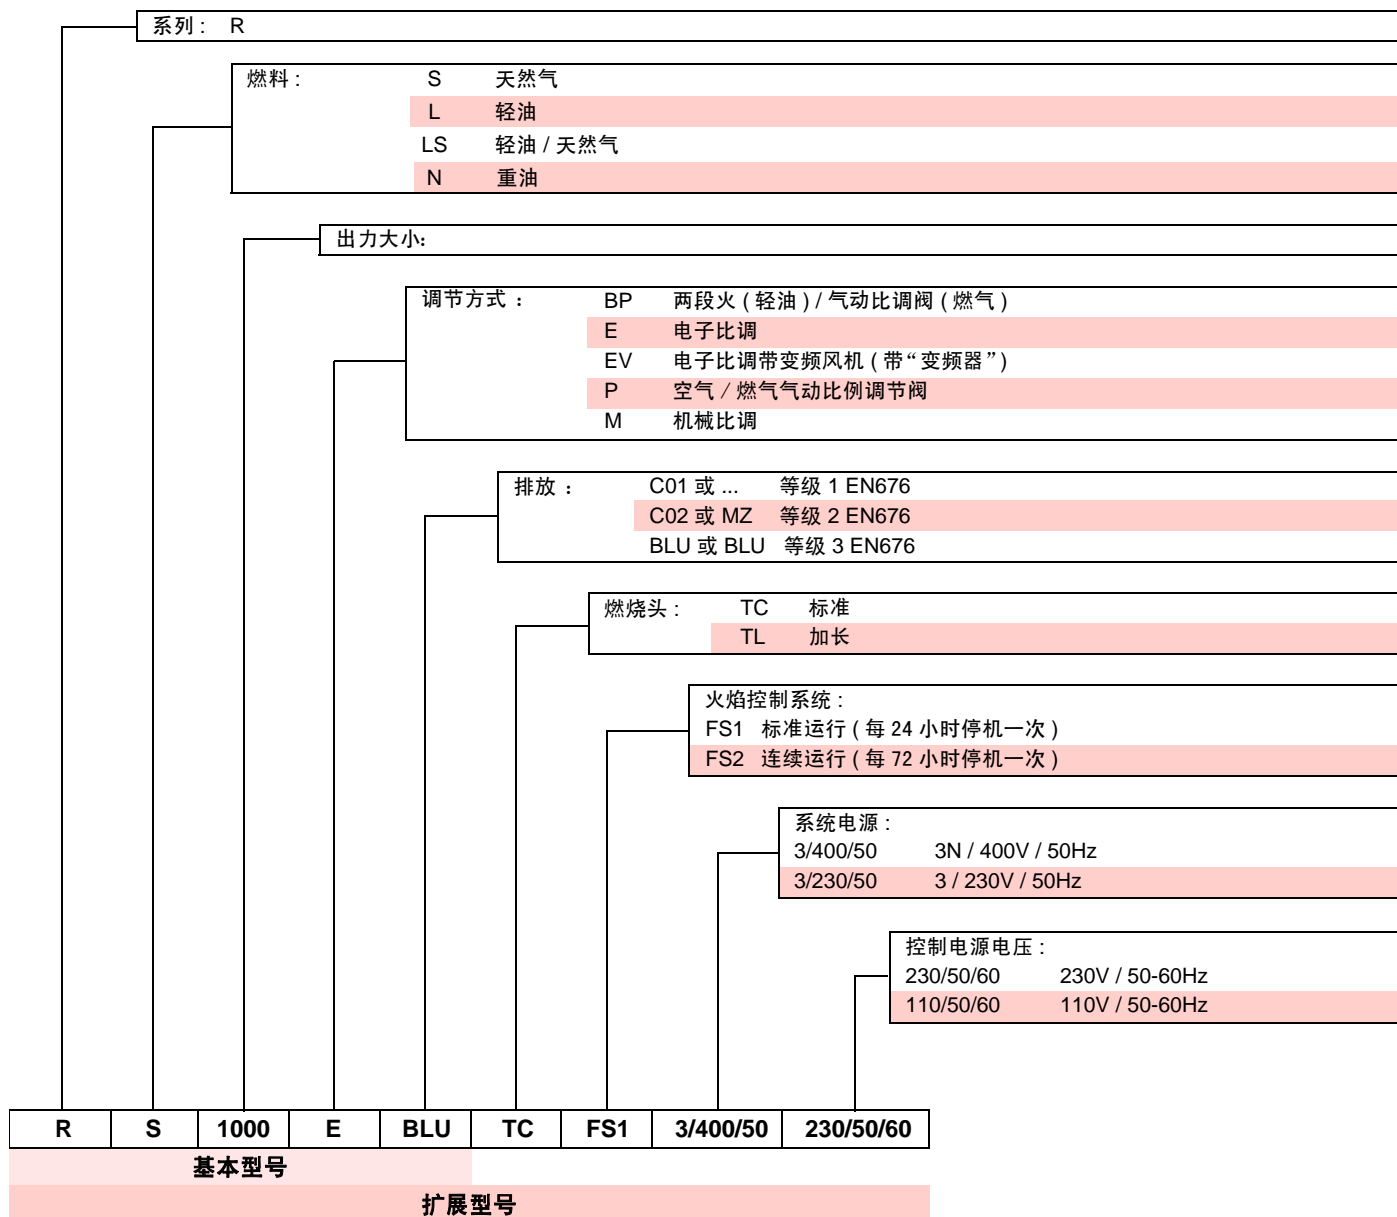 系列： R
燃料： S 天然气
L 轻油
LS 轻油 / 天然气
N 重油
出力大小：
调节方式： BP 两段火 ( 轻油 ) / 气动比调阀 ( 燃气 )
E 电子比调
EV 电子比调带变频风机 ( 带“变频器”)
P 空气 / 燃气气动比例调节阀
M 机械比调
排放： C01 或 ... 等级 1 EN676
C02 或 MZ 等级 2 EN676
BLU 或 BLU 等级 3 EN676
燃烧头： TC 标准
TL 加长
火焰控制系统：
FS1 标准运行 ( 每 24 小时停机一次 )
FS2 连续运行 ( 每 72 小时停机一次 )
系统电源：
3/400/50 3N / 400V / 50Hz
3/230/50 3 / 230V / 50Hz
控制电源电压：
230/50/60 230V / 50-60Hz
110/50/60 110V / 50-60Hz
R S 1000 E BLU TC FS1 3/400/50 230/50/60
基本型号
扩展型号